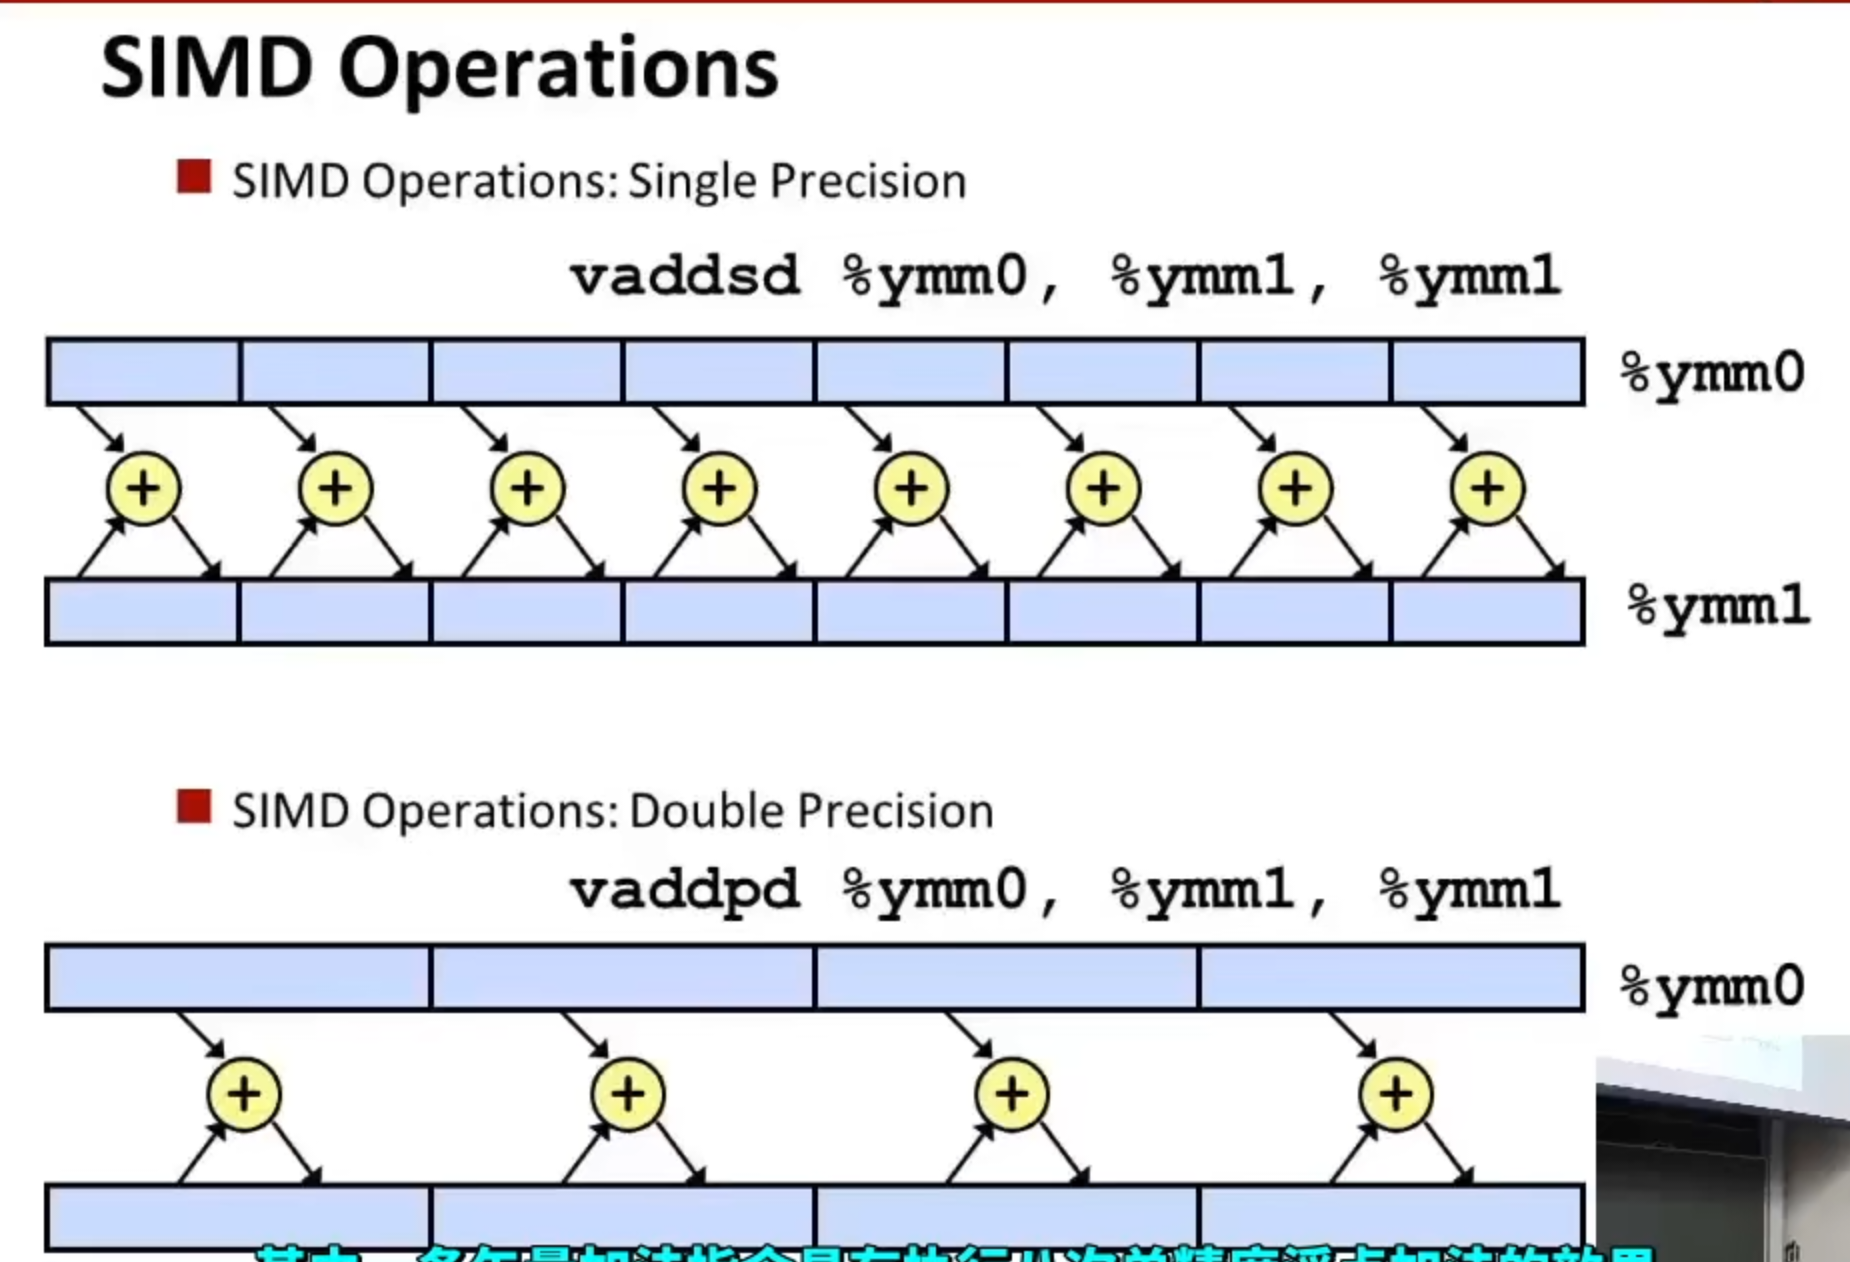 SIMD Operations
SIMD Operations: Single Precision
vaddsd %ymm0, %ymm1, %ymm1
%ymm0
+ + + + + + + +
%ymm1
SIMD Operations: Double Precision
vaddpd %ymm0, %ymm1, %ymm1
%ymm0
+ + + +